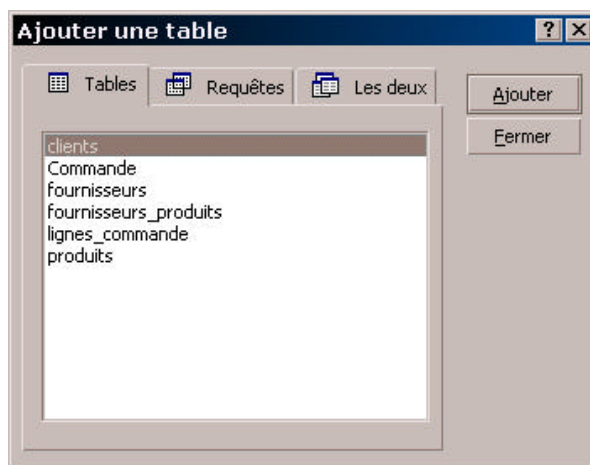 Ajouter une table
Tables Requêtes Les deux
Ajouter
Fermer
clients
Commande
fournisseurs
fournisseurs_produits
lignes_commande
produits